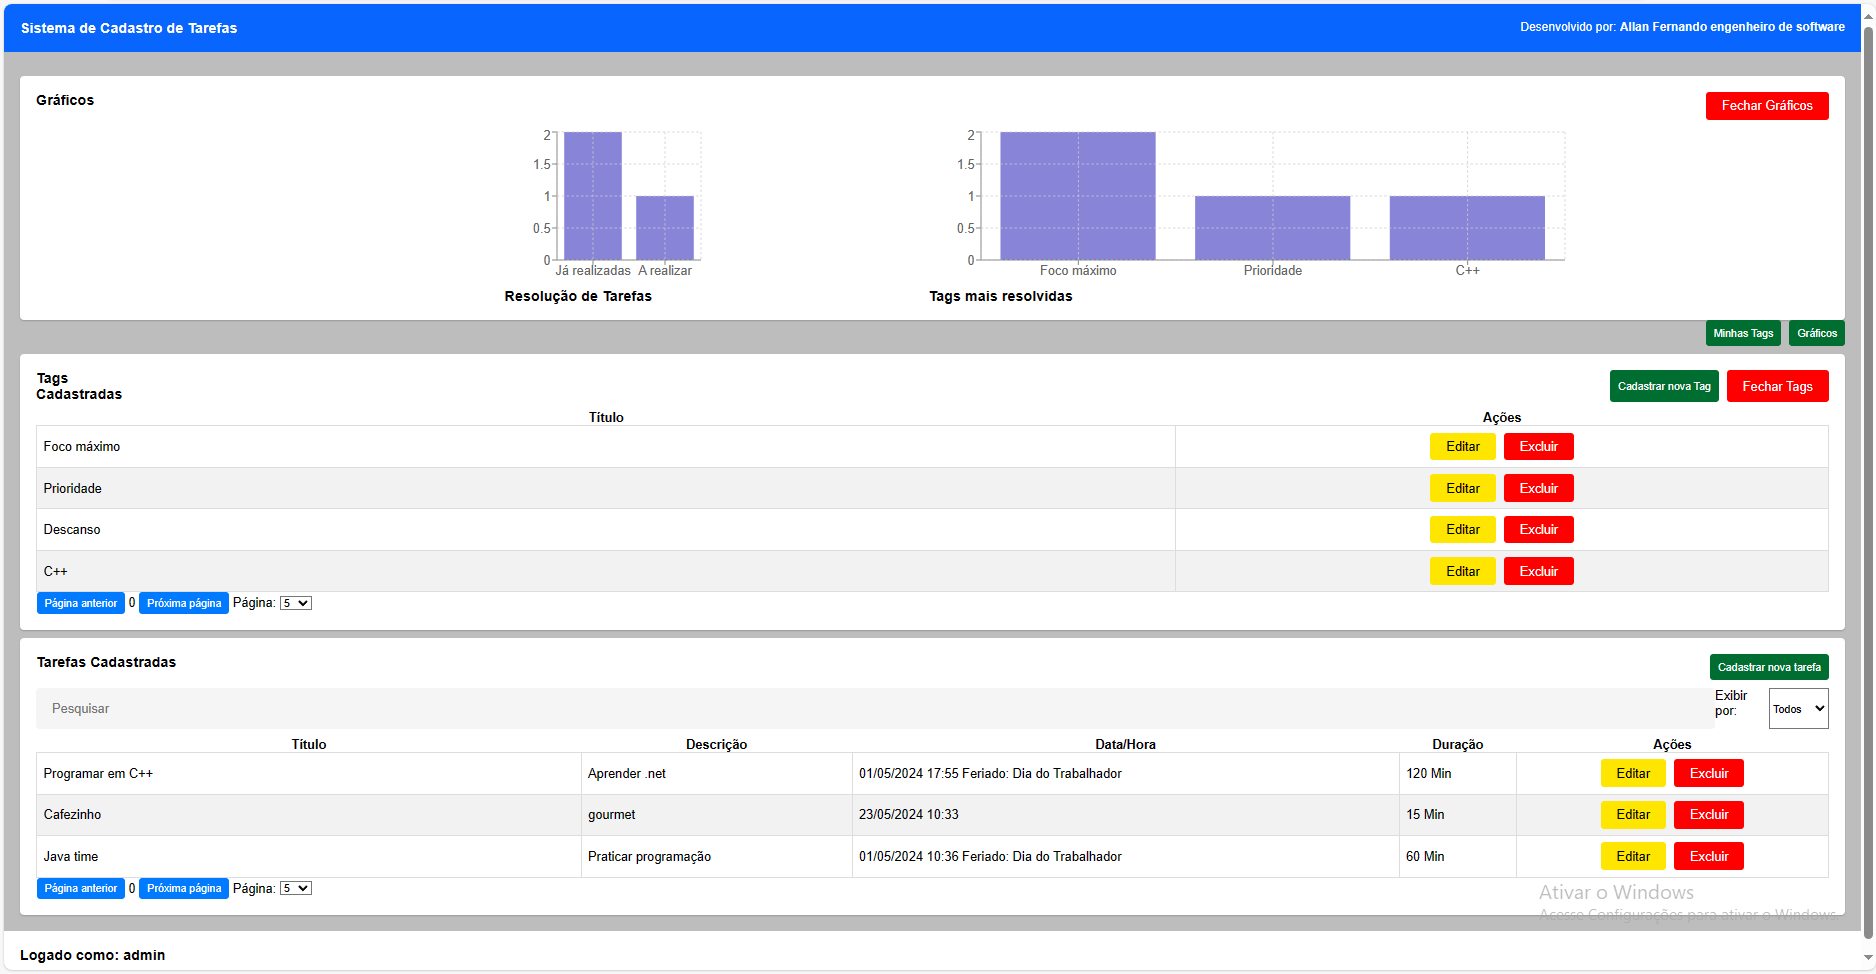 Sistema de Cadastro de Tarefas
Desenvolvido por: Allan Fernando engenheiro de software
Gráficos
Fechar Gráficos
2
1.5
1
0.5
0
Já realizadas A realizar
Resolução de Tarefas
2
1.5
1
0.5
0
Foco máximo Prioridade C++
Tags mais resolvidas
Minhas Tags Gráficos
Tags
Cadastradas
Cadastrar nova Tag Fechar Tags
Título Ações
Foco máximo Editar Excluir
Prioridade Editar Excluir
Descanso Editar Excluir
C++ Editar Excluir
Página anterior 0 Próxima página Página: 5
Tarefas Cadastradas
Cadastrar nova tarefa
Pesquisar
Exibir
por:
Todos
Título Descrição Data/Hora Duração Ações
Programar em C++ Aprender .net 01/05/2024 17:55 Feriado: Dia do Trabalhador 120 Min Editar Excluir
Cafezinho gourmet 23/05/2024 10:33 15 Min Editar Excluir
Java time Praticar programação 01/05/2024 10:36 Feriado: Dia do Trabalhador 60 Min Editar Excluir
Página anterior 0 Próxima página Página: 5
Ativar o Windows
Acesse Configurações para ativar o Windows.
Logado como: admin